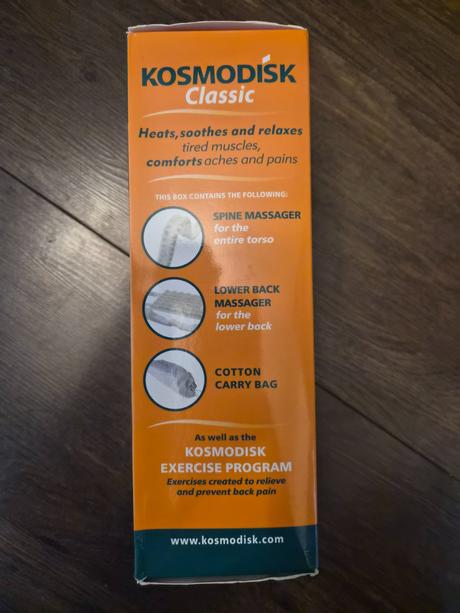 KOSMODISK
Classic
Heats, soothes and relaxes
tired muscles,
comforts aches and pains
THIS BOX CONTAINS THE FOLLOWING:
SPINE MASSAGER
for the
entire torso
LOWER BACK
MASSAGER
for the
lower back
COTTON
CARRY BAG
As well as the
KOSMODISK
EXERCISE PROGRAM
Exercises created to relieve
and prevent back pain
www.kosmodisk.com